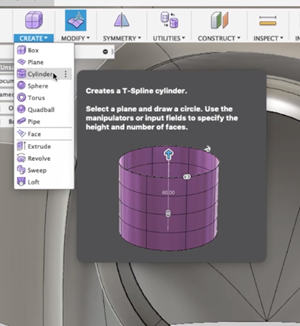 CREATE MODIFY SYMMETRY UTILITIES CONSTRUCT INSPECT
Box
Plane
Cylinder
Sphere
Torus
Quadball
Pipe
Face
Extrude
Revolve
Sweep
Loft
Creates a T-Spline cylinder.
Select a plane and draw a circle. Use the
manipulators or input fields to specify the
height and number of faces.
60.00